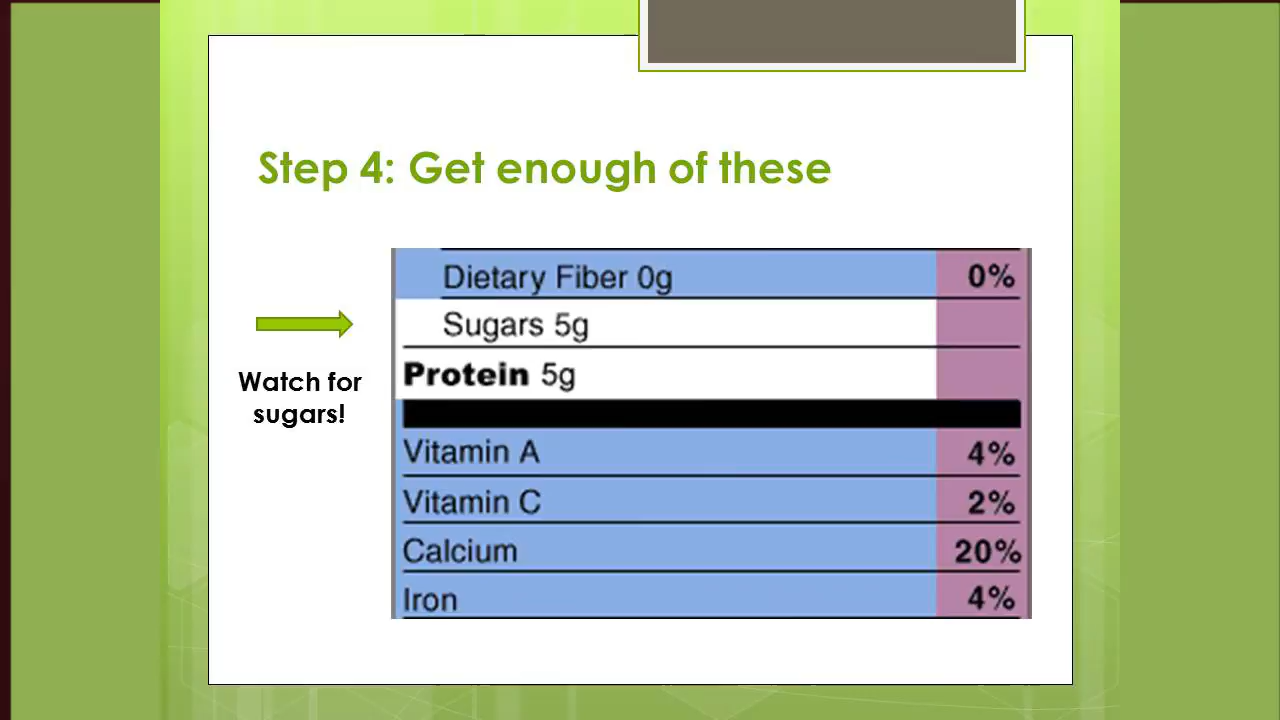 Step 4: Get enough of these
Dietary Fiber 0g 0%
Sugars 5g
Watch for
sugars!
Protein 5g
Vitamin A 4%
Vitamin C 2%
Calcium 20%
Iron 4%